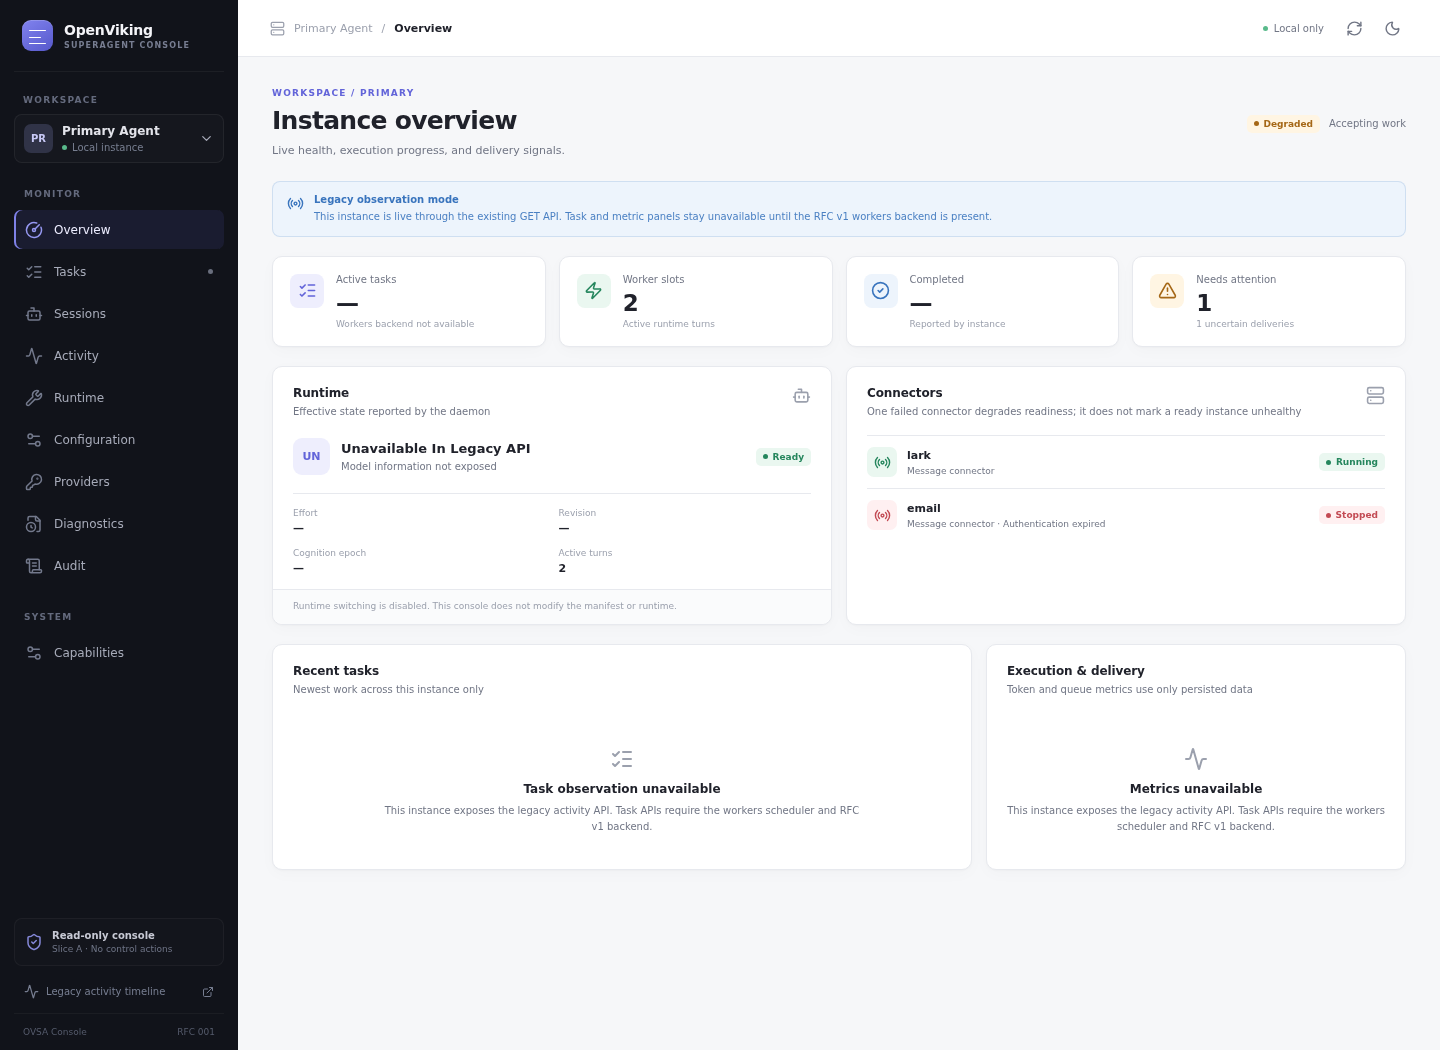 OpenViking
SUPERAGENT CONSOLE
WORKSPACE
PR
Primary Agent
Local instance
MONITOR
Overview
Tasks
Sessions
Activity
Runtime
Configuration
Providers
Diagnostics
Audit
SYSTEM
Capabilities
Read-only console
Slice A · No control actions
Legacy activity timeline
OVSA Console RFC 001
Primary Agent / Overview
Local only
WORKSPACE / PRIMARY
Instance overview
Live health, execution progress, and delivery signals.
Degraded Accepting work
Legacy observation mode
This instance is live through the existing GET API. Task and metric panels stay unavailable until the RFC v1 workers backend is present.
Active tasks
—
Workers backend not available
Worker slots
2
Active runtime turns
Completed
—
Reported by instance
Needs attention
1
1 uncertain deliveries
Runtime
Effective state reported by the daemon
UN
Unavailable In Legacy API
Model information not exposed
Ready
Effort
—
Revision
—
Cognition epoch
—
Active turns
2
Runtime switching is disabled. This console does not modify the manifest or runtime.
Connectors
One failed connector degrades readiness; it does not mark a ready instance unhealthy
lark
Message connector
Running
email
Message connector · Authentication expired
Stopped
Recent tasks
Newest work across this instance only
Task observation unavailable
This instance exposes the legacy activity API. Task APIs require the workers scheduler and RFC
v1 backend.
Execution & delivery
Token and queue metrics use only persisted data
Metrics unavailable
This instance exposes the legacy activity API. Task APIs require the workers
scheduler and RFC v1 backend.